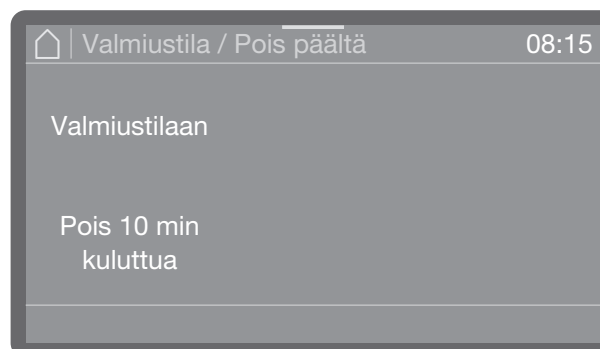 Valmiustila / Pois päältä 08:15
Valmiustilaan
Pois 10 min
kuluttua